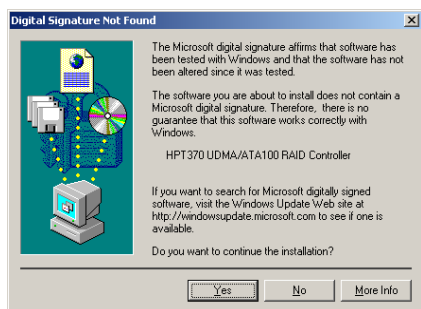 Digital Signature Not Found
The Microsoft digital signature affirms that software has
been tested with Windows and that the software has not
been altered since it was tested.
The software you are about to install does not contain a
Microsoft digital signature. Therefore, there is no
guarantee that this software works correctly with
Windows.
HPT370 UDMA/ATA100 RAID Controller
If you want to search for Microsoft digitally signed
software, visit the Windows Update Web site at
http://windowsupdate.microsoft.com to see if one is
available.
Do you want to continue the installation?
Yes No More Info